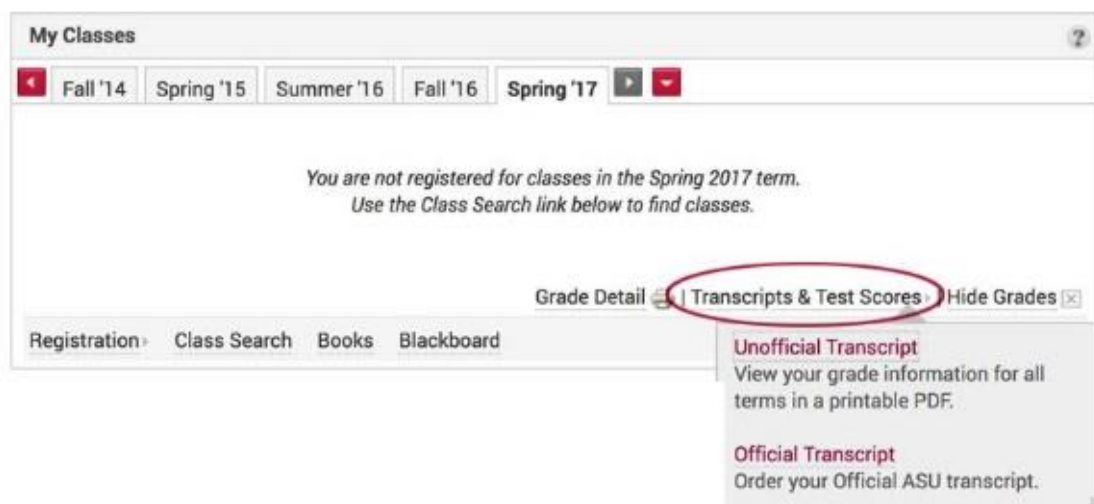 My Classes ?
Fall '14 Spring '15 Summer '16 Fall '16 Spring '17
You are not registered for classes in the Spring 2017 term.
Use the Class Search link below to find classes.
Grade Detail | Transcripts & Test Scores | Hide Grades
Registration Class Search Books Blackboard
Unofficial Transcript
View your grade information for all
terms in a printable PDF.
Official Transcript
Order your Official ASU transcript.